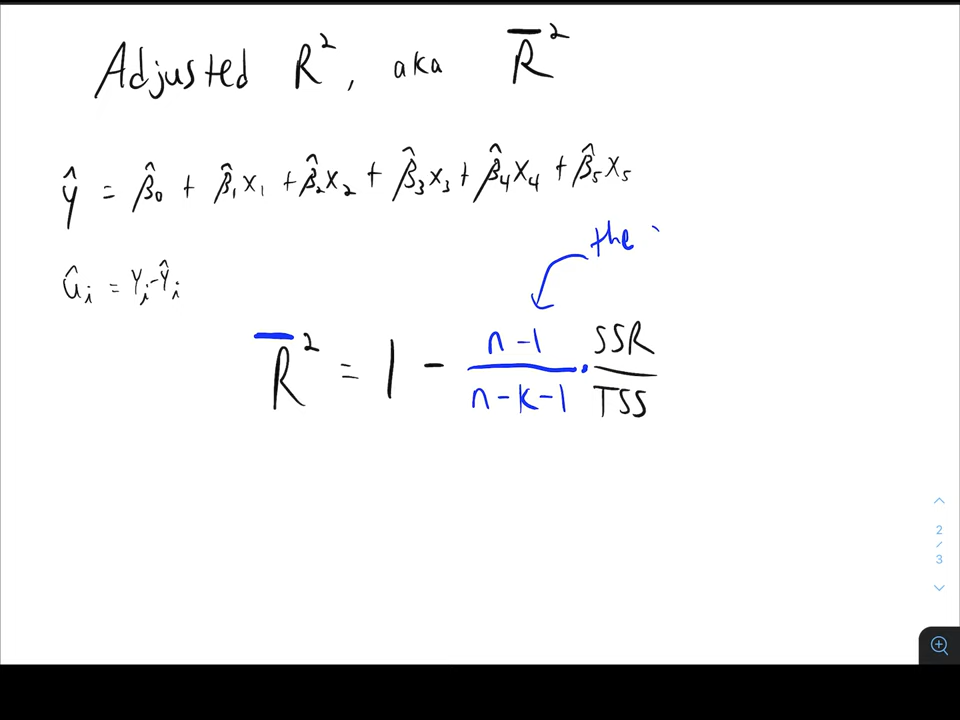 Adjusted R², aka R̅²
ŷ = β̂₀ + β̂₁x₁ + β̂₂x₂ + β̂₃x₃ + β̂₄x₄ + β̂₅x₅
the
ûᵢ = Yᵢ-Ŷᵢ
R̅² = 1 - (n-1)/(n-k-1) · SSR/TSS
2
/
3